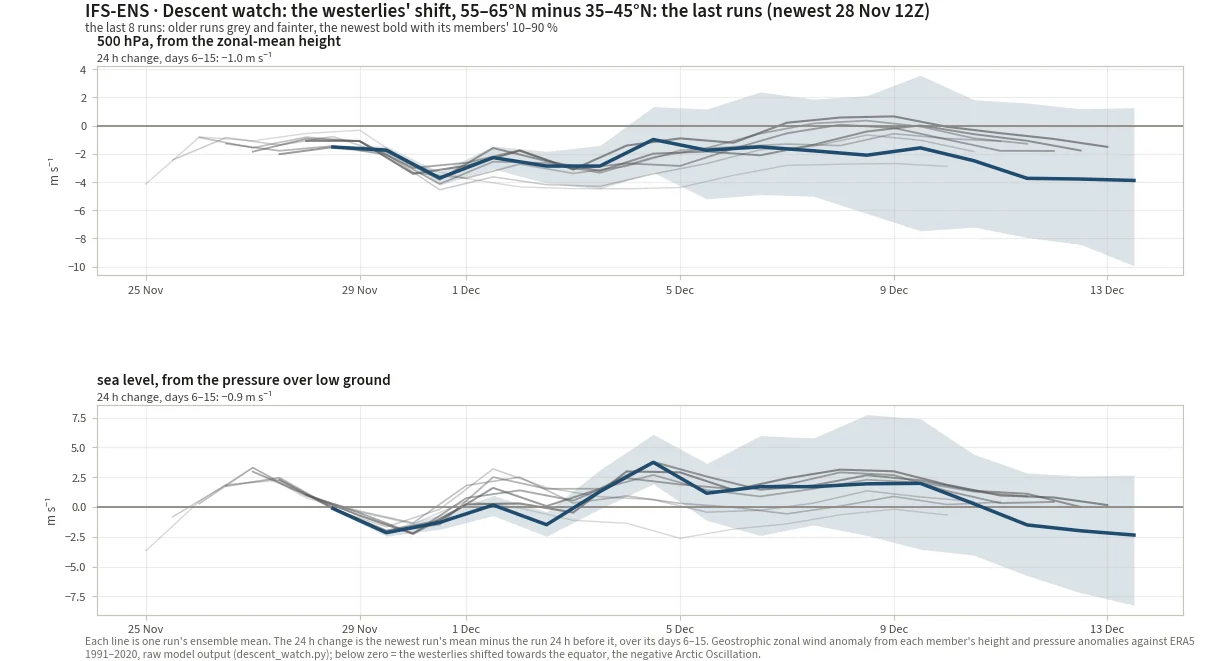 IFS-ENS · Descent watch: the westerlies' shift, 55–65°N minus 35–45°N: the last runs (newest 28 Nov 12Z)
the last 8 runs: older runs grey and fainter, the newest bold with its members' 10–90 %
500 hPa, from the zonal-mean height
24 h change, days 6–15: −1.0 m s⁻¹
4
2
0
−2
−4
−6
−8
−10
m s⁻¹
25 Nov 29 Nov 1 Dec 5 Dec 9 Dec 13 Dec
sea level, from the pressure over low ground
24 h change, days 6–15: −0.9 m s⁻¹
7.5
5.0
2.5
0.0
−2.5
−5.0
−7.5
m s⁻¹
25 Nov 29 Nov 1 Dec 5 Dec 9 Dec 13 Dec
Each line is one run's ensemble mean. The 24 h change is the newest run's mean minus the run 24 h before it, over its days 6–15. Geostrophic zonal wind anomaly from each member's height and pressure anomalies against ERA5
1991–2020, raw model output (descent_watch.py); below zero = the westerlies shifted towards the equator, the negative Arctic Oscillation.